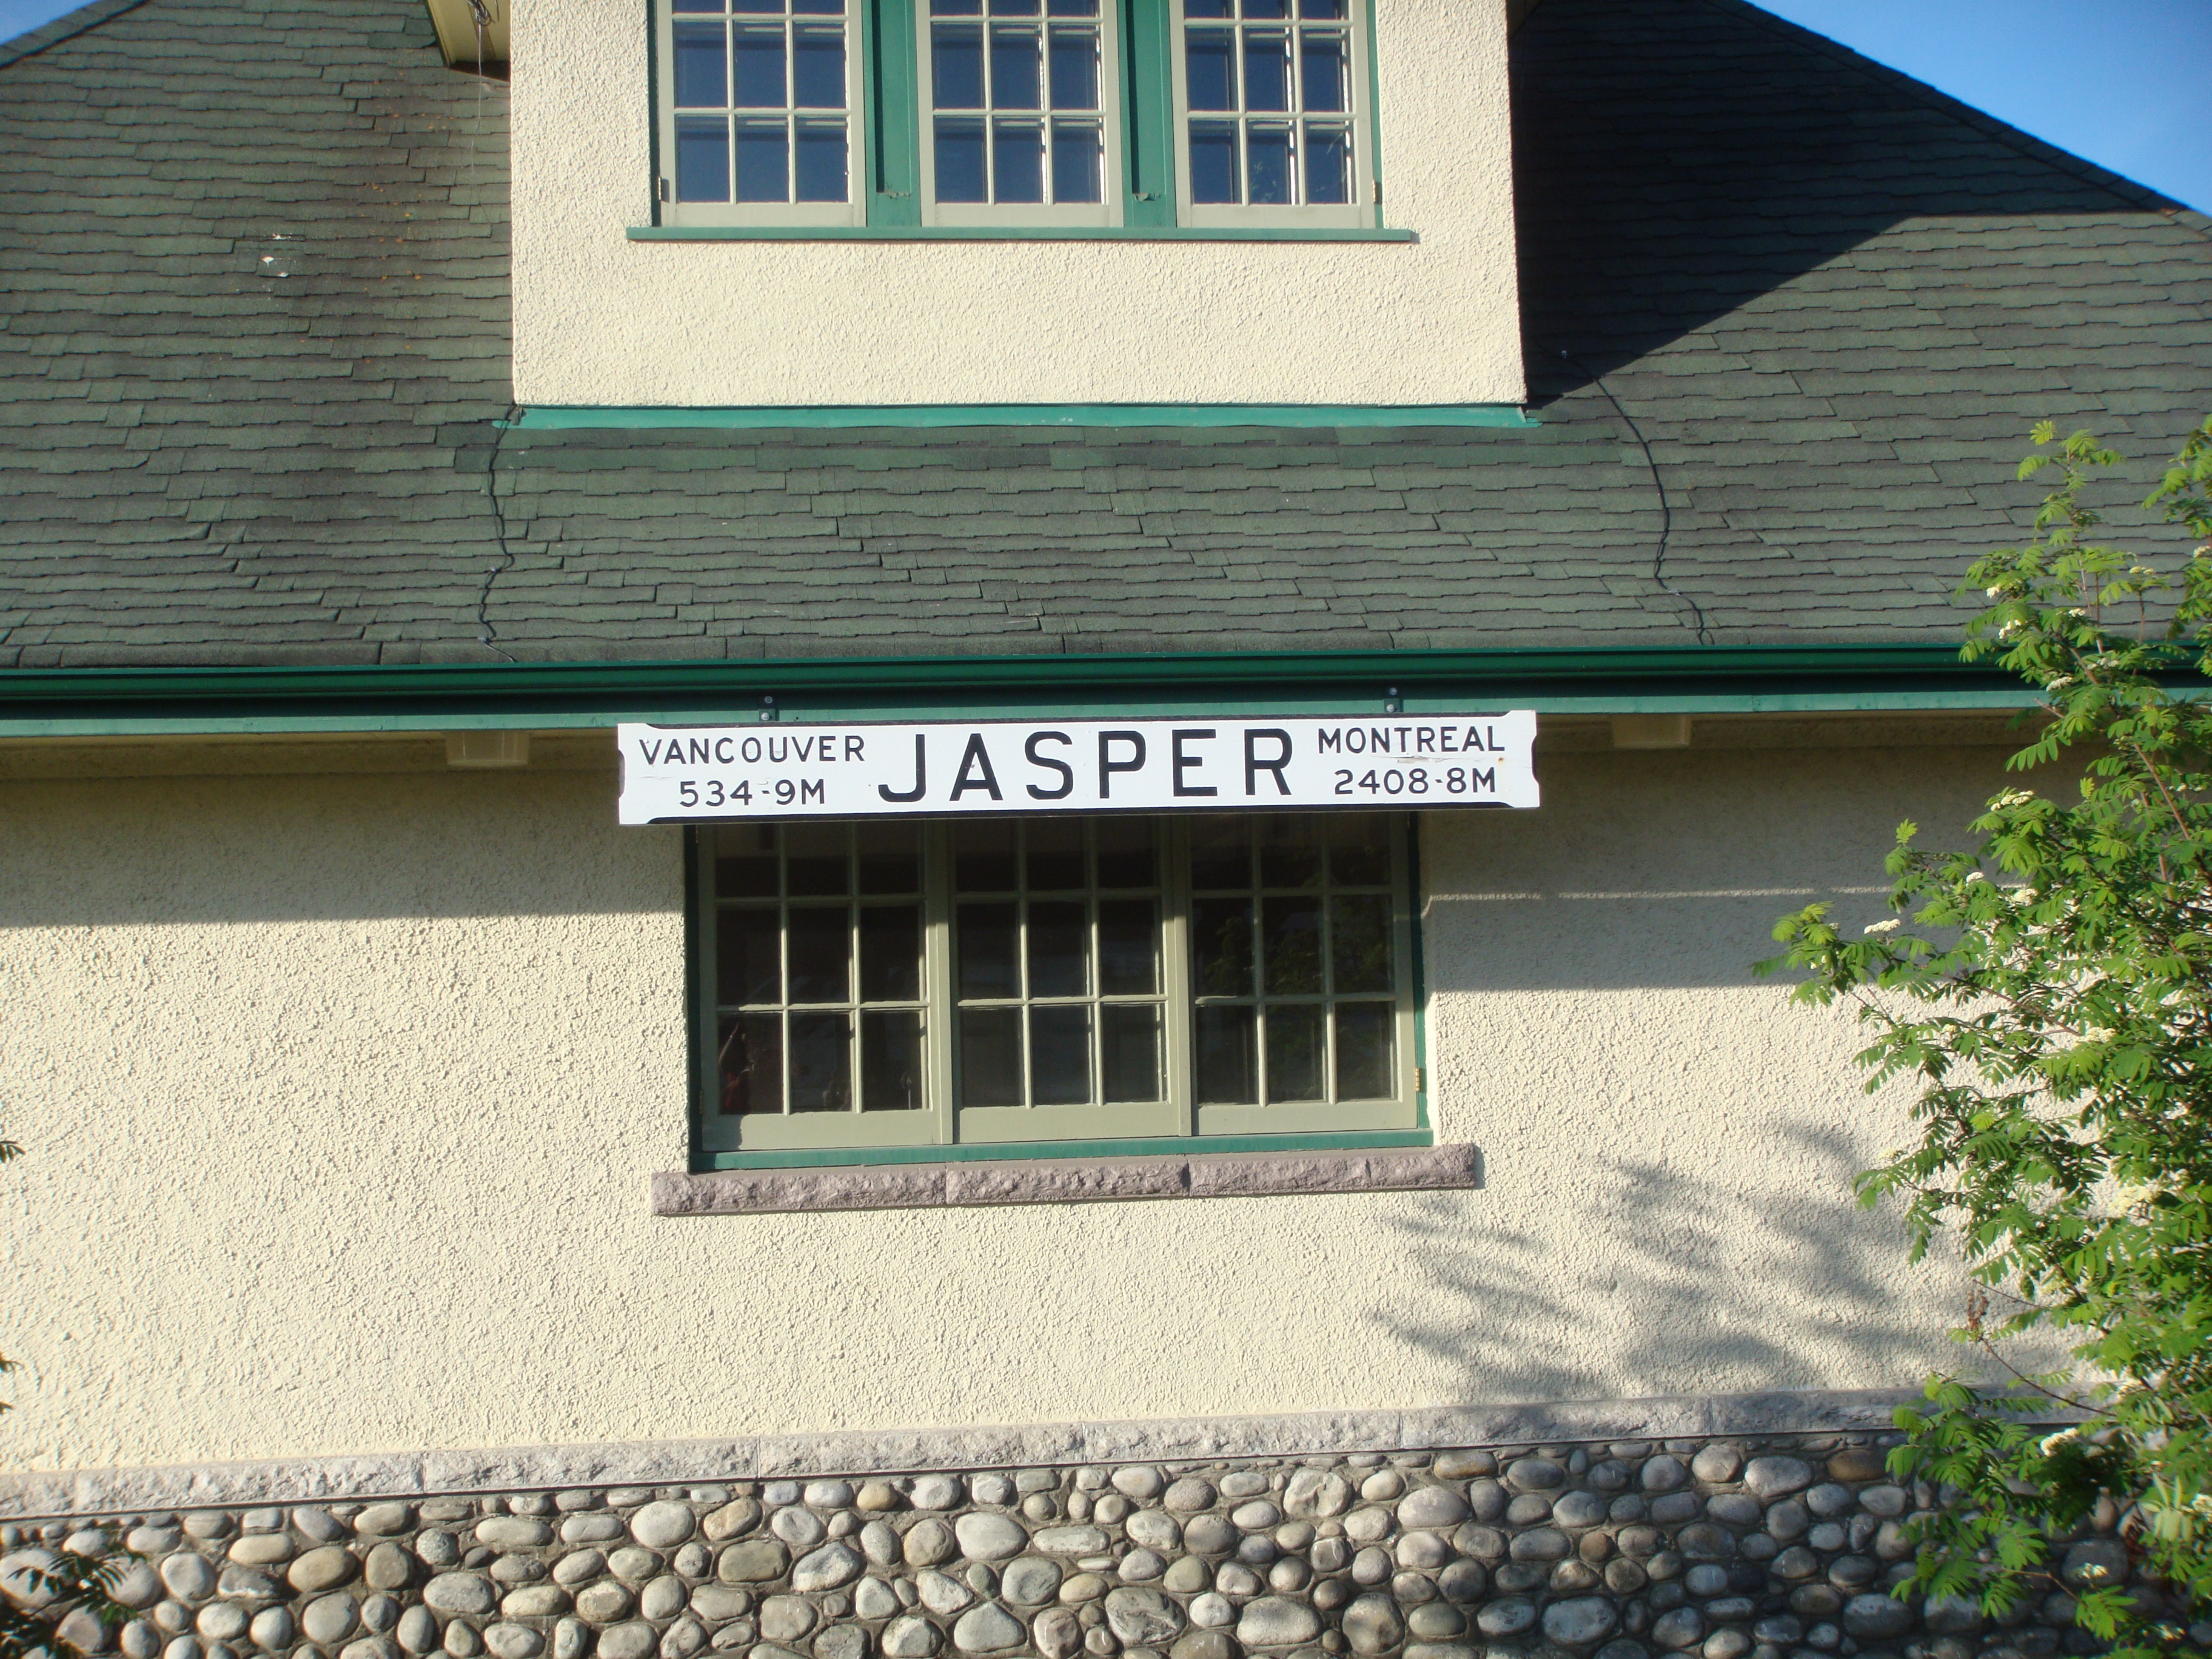 VANCOUVER
534-9M
JASPER
MONTREAL
2408-8M